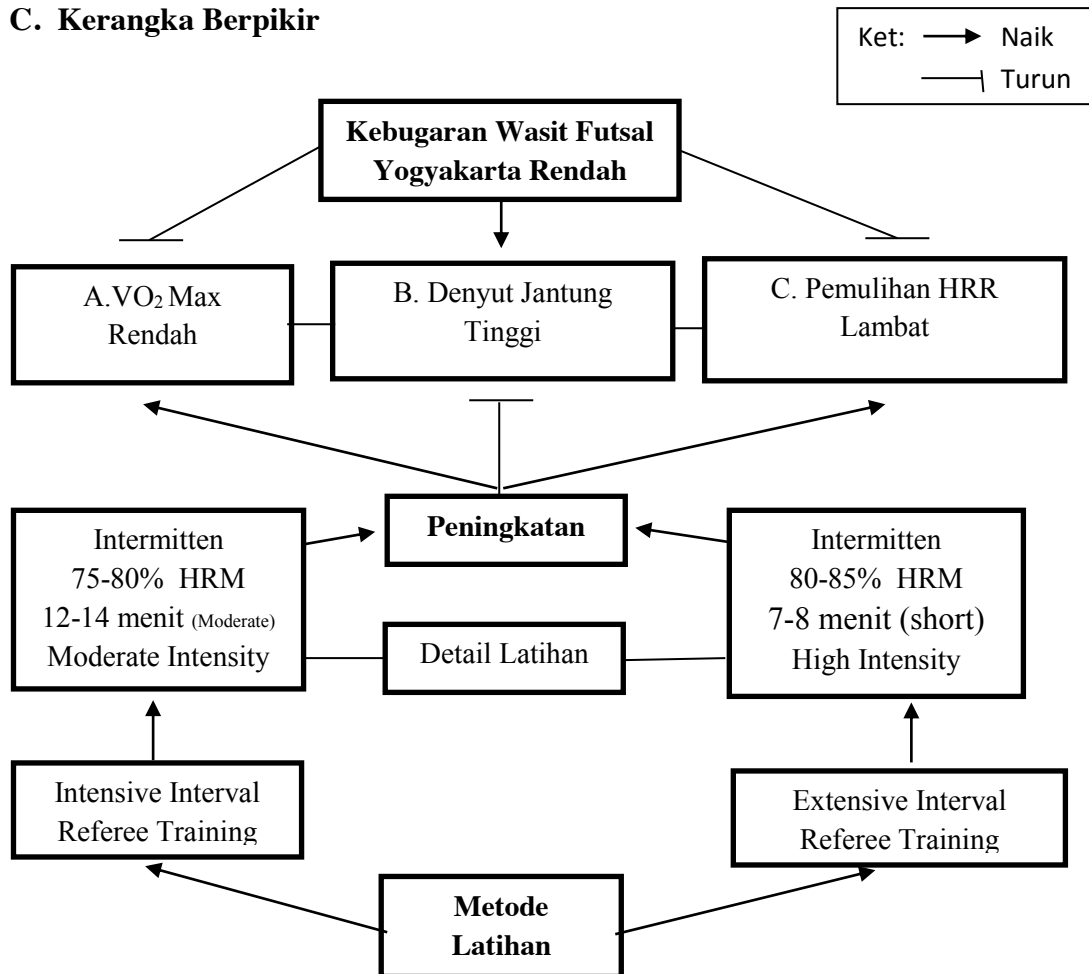 C. Kerangka Berpikir
Ket: Naik
Turun
Kebugaran Wasit Futsal
Yogyakarta Rendah
A.VO₂ Max
Rendah
B. Denyut Jantung
Tinggi
C. Pemulihan HRR
Lambat
Peningkatan
Intermitten
75-80% HRM
12-14 menit (Moderate)
Moderate Intensity
Intermitten
80-85% HRM
7-8 menit (short)
High Intensity
Detail Latihan
Intensive Interval
Referee Training
Extensive Interval
Referee Training
Metode
Latihan